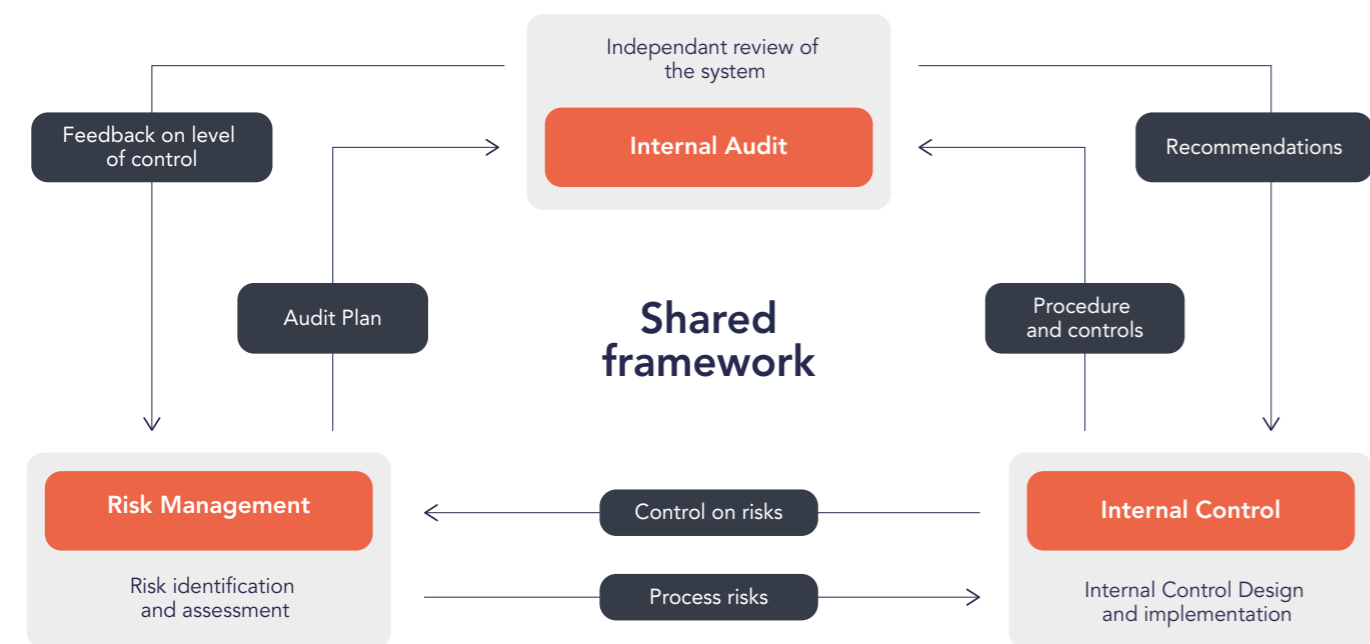 Independant review of
the system
Internal Audit
Feedback on level
of control
Recommendations
Audit Plan
Shared
framework
Procedure
and controls
Risk Management
Risk identification
and assessment
Control on risks
Process risks
Internal Control
Internal Control Design
and implementation